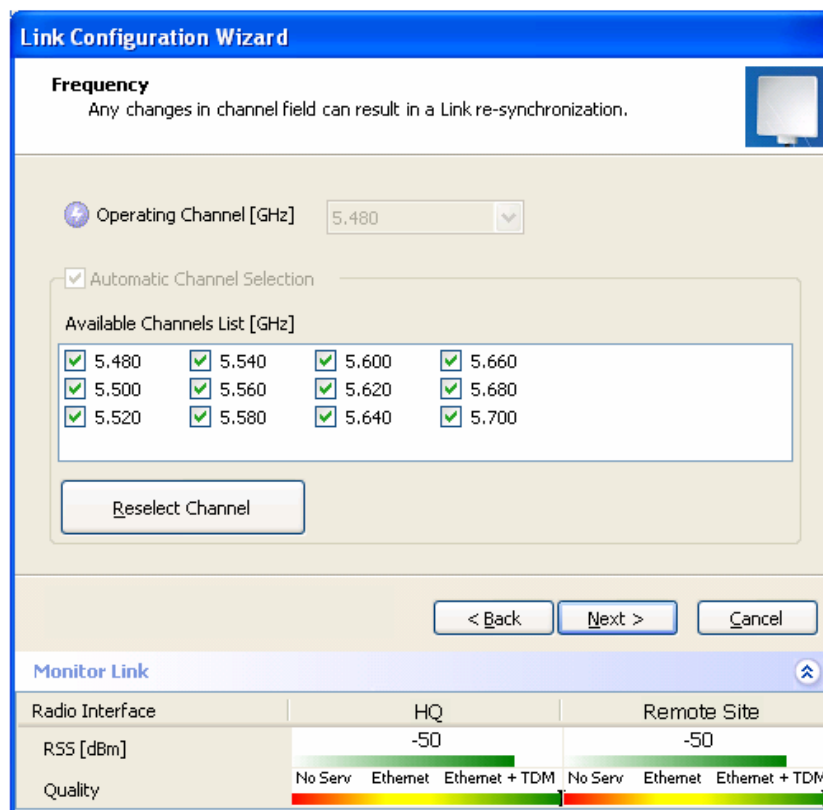 Link Configuration Wizard
Frequency
Any changes in channel field can result in a Link re-synchronization.
Operating Channel [GHz] 5.480
Automatic Channel Selection
Available Channels List [GHz]
5.480 5.540 5.600 5.660
5.500 5.560 5.620 5.680
5.520 5.580 5.640 5.700
Reselect Channel
< Back Next > Cancel
Monitor Link
Radio Interface HQ Remote Site
RSS [dBm] -50 -50
Quality No Serv Ethernet Ethernet + TDM No Serv Ethernet Ethernet + TDM